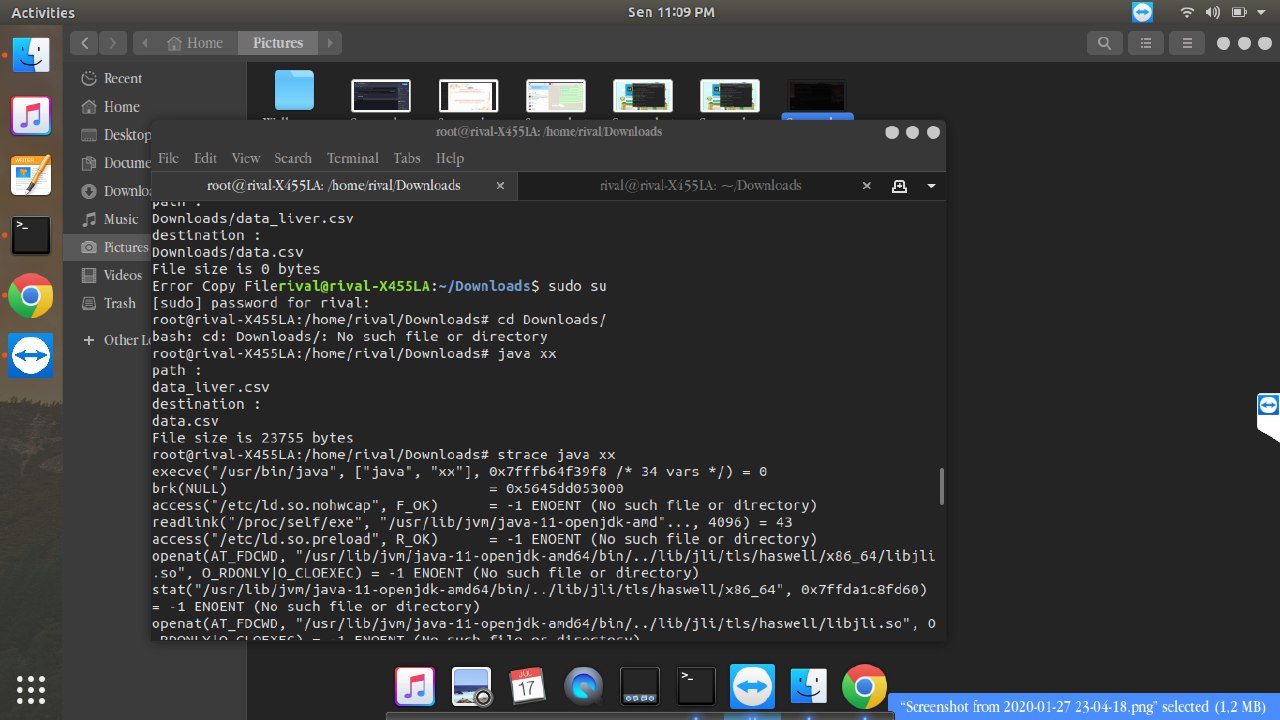 Activities
Sen 11:09 PM
Home
Pictures
Recent
Home
Desktop
Music
Pictures
Videos
Trash
root@rival-X455LA: /home/rival/Downloads
File Edit View Search Terminal Tabs Help
root@rival-X455LA: /home/rival/Downloads
rival@rival-X455LA: ~/Downloads
path :
Downloads/data_liver.csv
destination :
Downloads/data.csv
File size is 0 bytes
Error Copy Filerival@rival-X455LA:~/Downloads$ sudo su
[sudo] password for rival:
root@rival-X455LA:/home/rival/Downloads# cd Downloads/
bash: cd: Downloads/: No such file or directory
root@rival-X455LA:/home/rival/Downloads# java xx
path :
data_liver.csv
destination :
data.csv
File size is 23755 bytes
root@rival-X455LA:/home/rival/Downloads# strace java xx
execve("/usr/bin/java", ["java", "xx"], 0x7fffb64f39f8 /* 34 vars */) = 0
brk(NULL) = 0x5645dd053000
access("/etc/ld.so.nohwcap", F_OK) = -1 ENOENT (No such file or directory)
readlink("/proc/self/exe", "/usr/lib/jvm/java-11-openjdk-amd"..., 4096) = 43
access("/etc/ld.so.preload", R_OK) = -1 ENOENT (No such file or directory)
openat(AT_FDCWD, "/usr/lib/jvm/java-11-openjdk-amd64/bin/../lib/jli/tls/haswell/x86_64/libjli
.so", O_RDONLY|O_CLOEXEC) = -1 ENOENT (No such file or directory)
stat("/usr/lib/jvm/java-11-openjdk-amd64/bin/../lib/jli/tls/haswell/x86_64", 0x7ffda1c8fd60)
= -1 ENOENT (No such file or directory)
openat(AT_FDCWD, "/usr/lib/jvm/java-11-openjdk-amd64/bin/../lib/jli/tls/haswell/libjli.so", O
_RDONLY|O_CLOEXEC) = -1 ENOENT (No such file or directory)
JUL
17
"Screenshot from 2020-01-27 23-04-18.png" selected (1,2 MB)